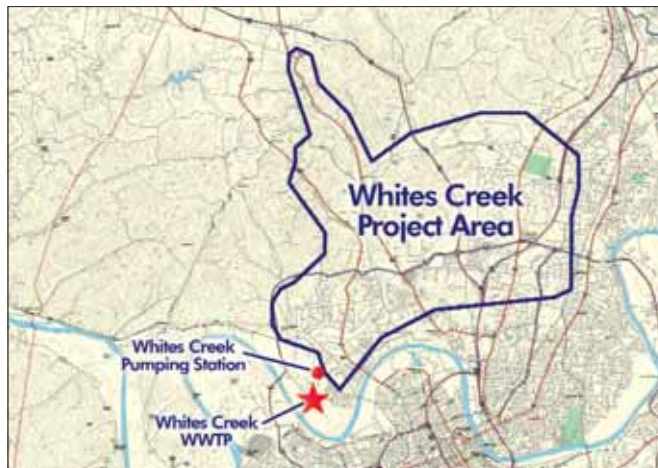 Whites Creek
Project Area
Whites Creek
Pumping Station
Whites Creek
WWTP